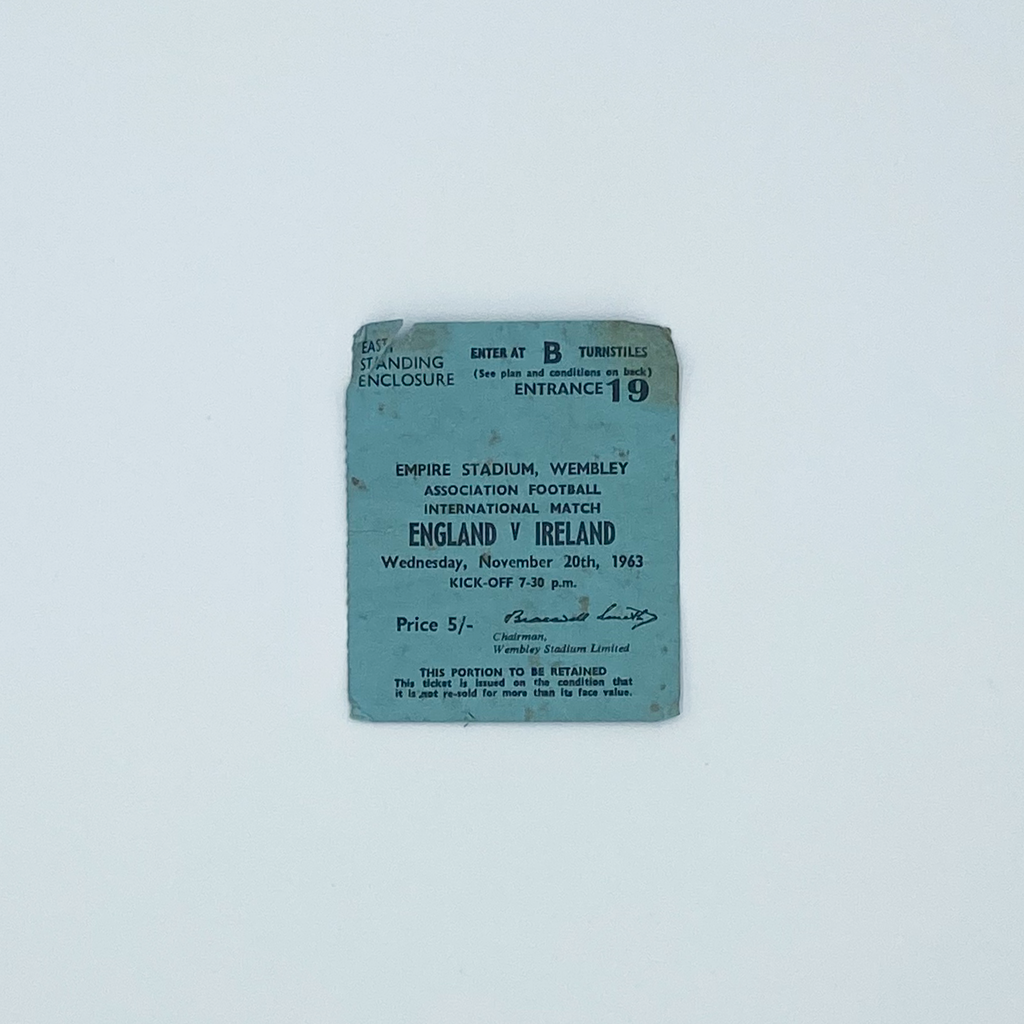 EAST
STANDING
ENCLOSURE
ENTER AT B TURNSTILES
(See plan and conditions on back)
ENTRANCE 19
EMPIRE STADIUM, WEMBLEY
ASSOCIATION FOOTBALL
INTERNATIONAL MATCH
ENGLAND V IRELAND
Wednesday, November 20th, 1963
KICK-OFF 7-30 p.m.
Price 5/-
Bracewell Smith
Chairman,
Wembley Stadium Limited
THIS PORTION TO BE RETAINED
This ticket is issued on the condition that
it is not re-sold for more than its face value.